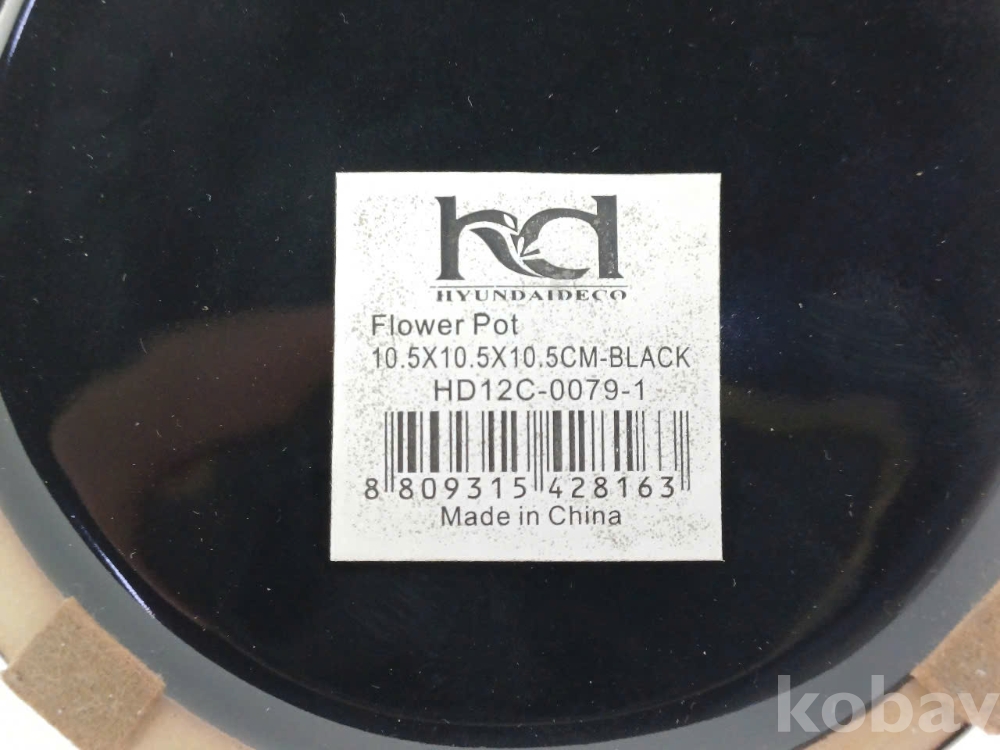 hd
HYUNDAIDECO
Flower Pot
10.5X10.5X10.5CM-BLACK
HD12C-0079-1
8 809315 428163
Made in China
kobay